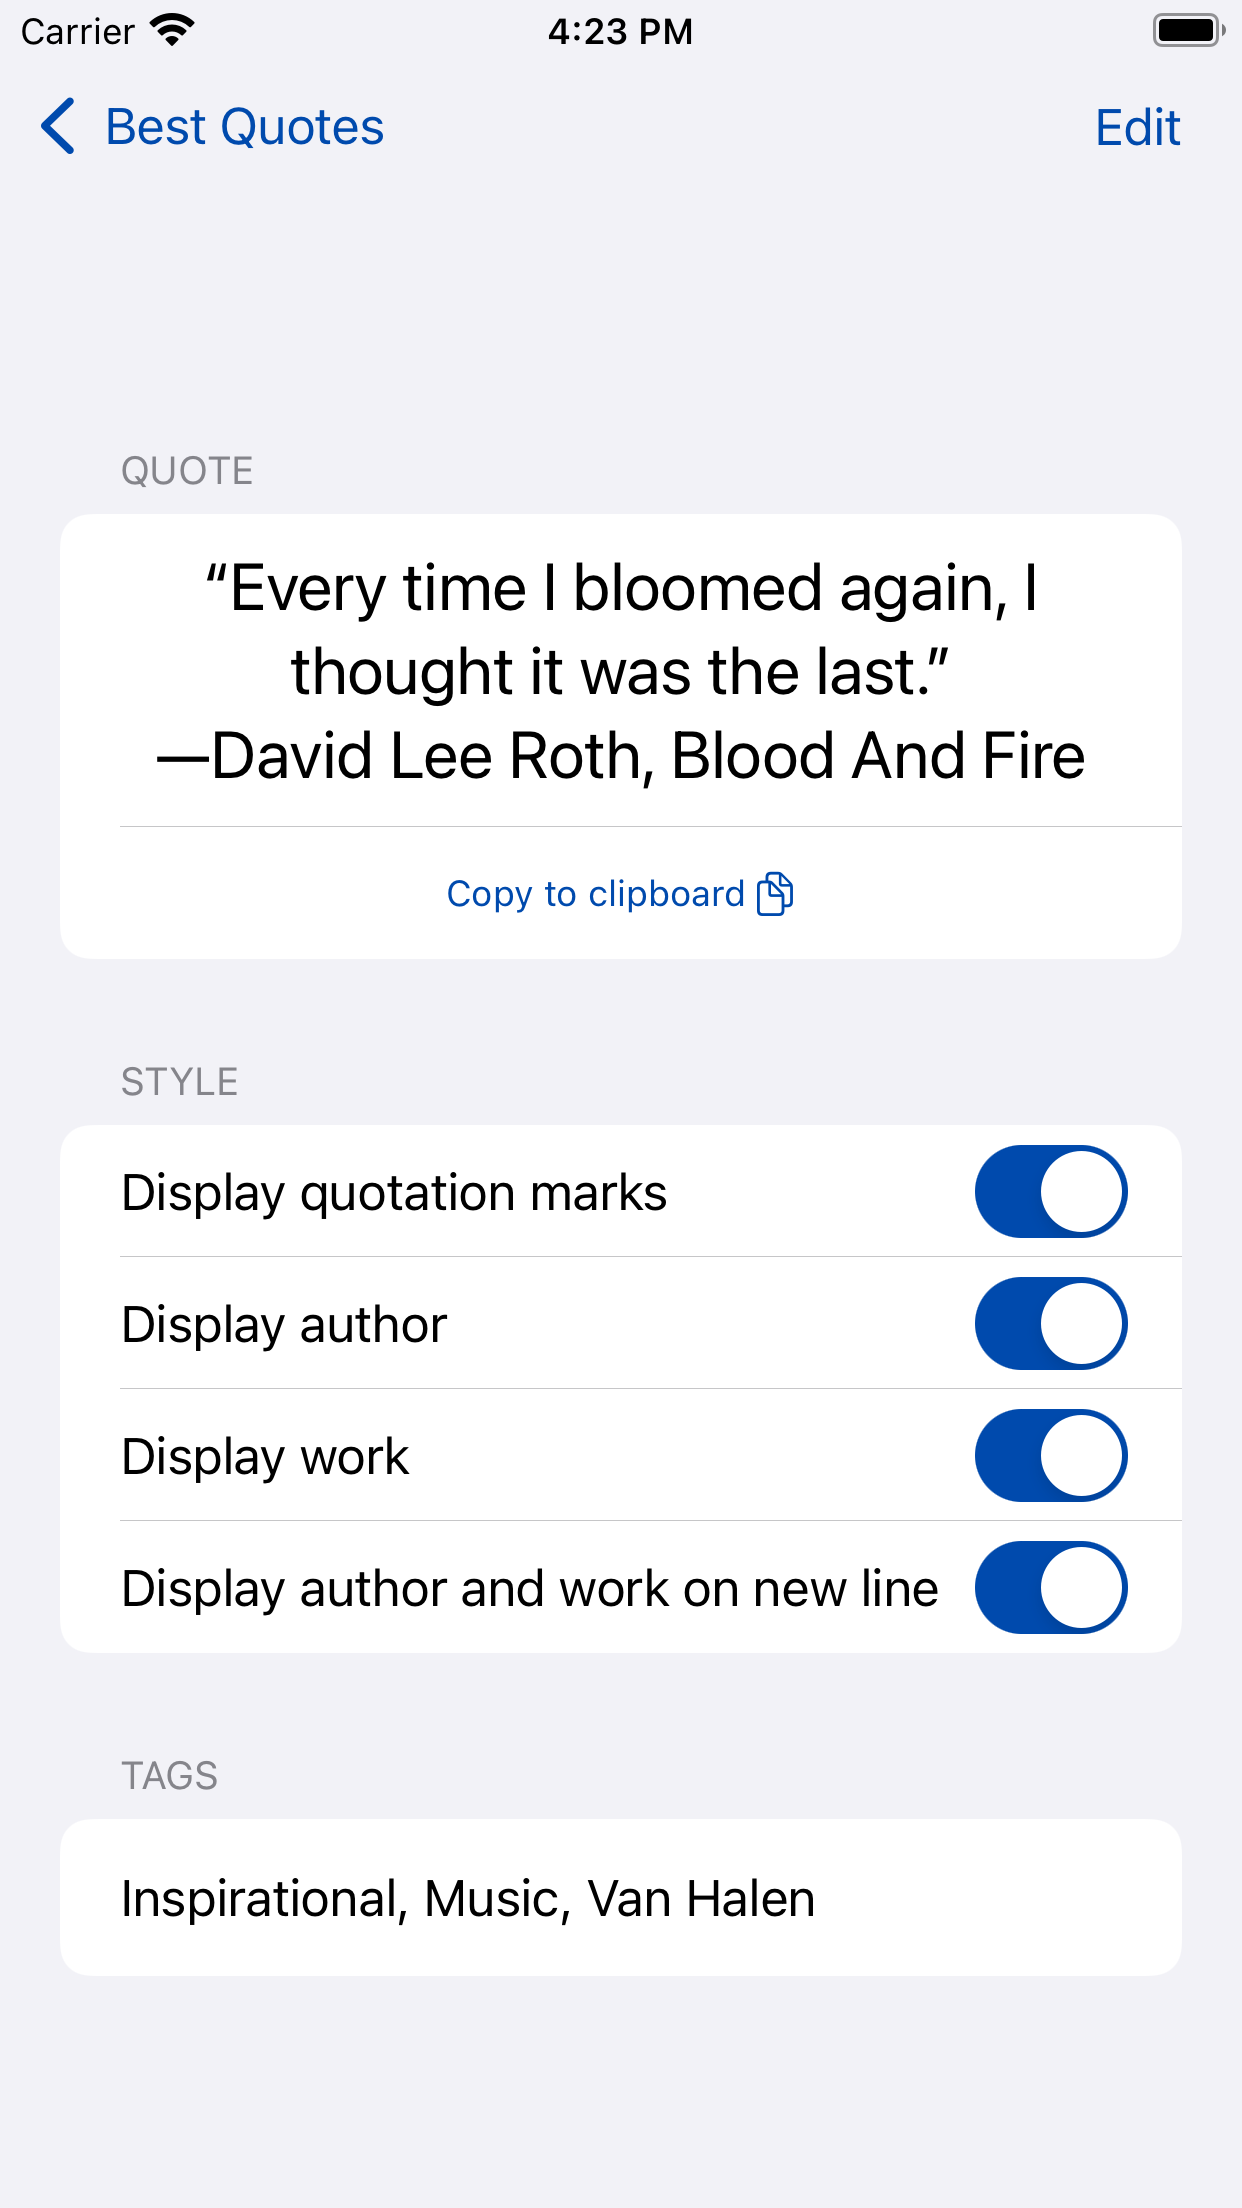 Carrier 4:23 PM
Best Quotes Edit
QUOTE
“Every time I bloomed again, I
thought it was the last.”
—David Lee Roth, Blood And Fire
Copy to clipboard
STYLE
Display quotation marks
Display author
Display work
Display author and work on new line
TAGS
Inspirational, Music, Van Halen